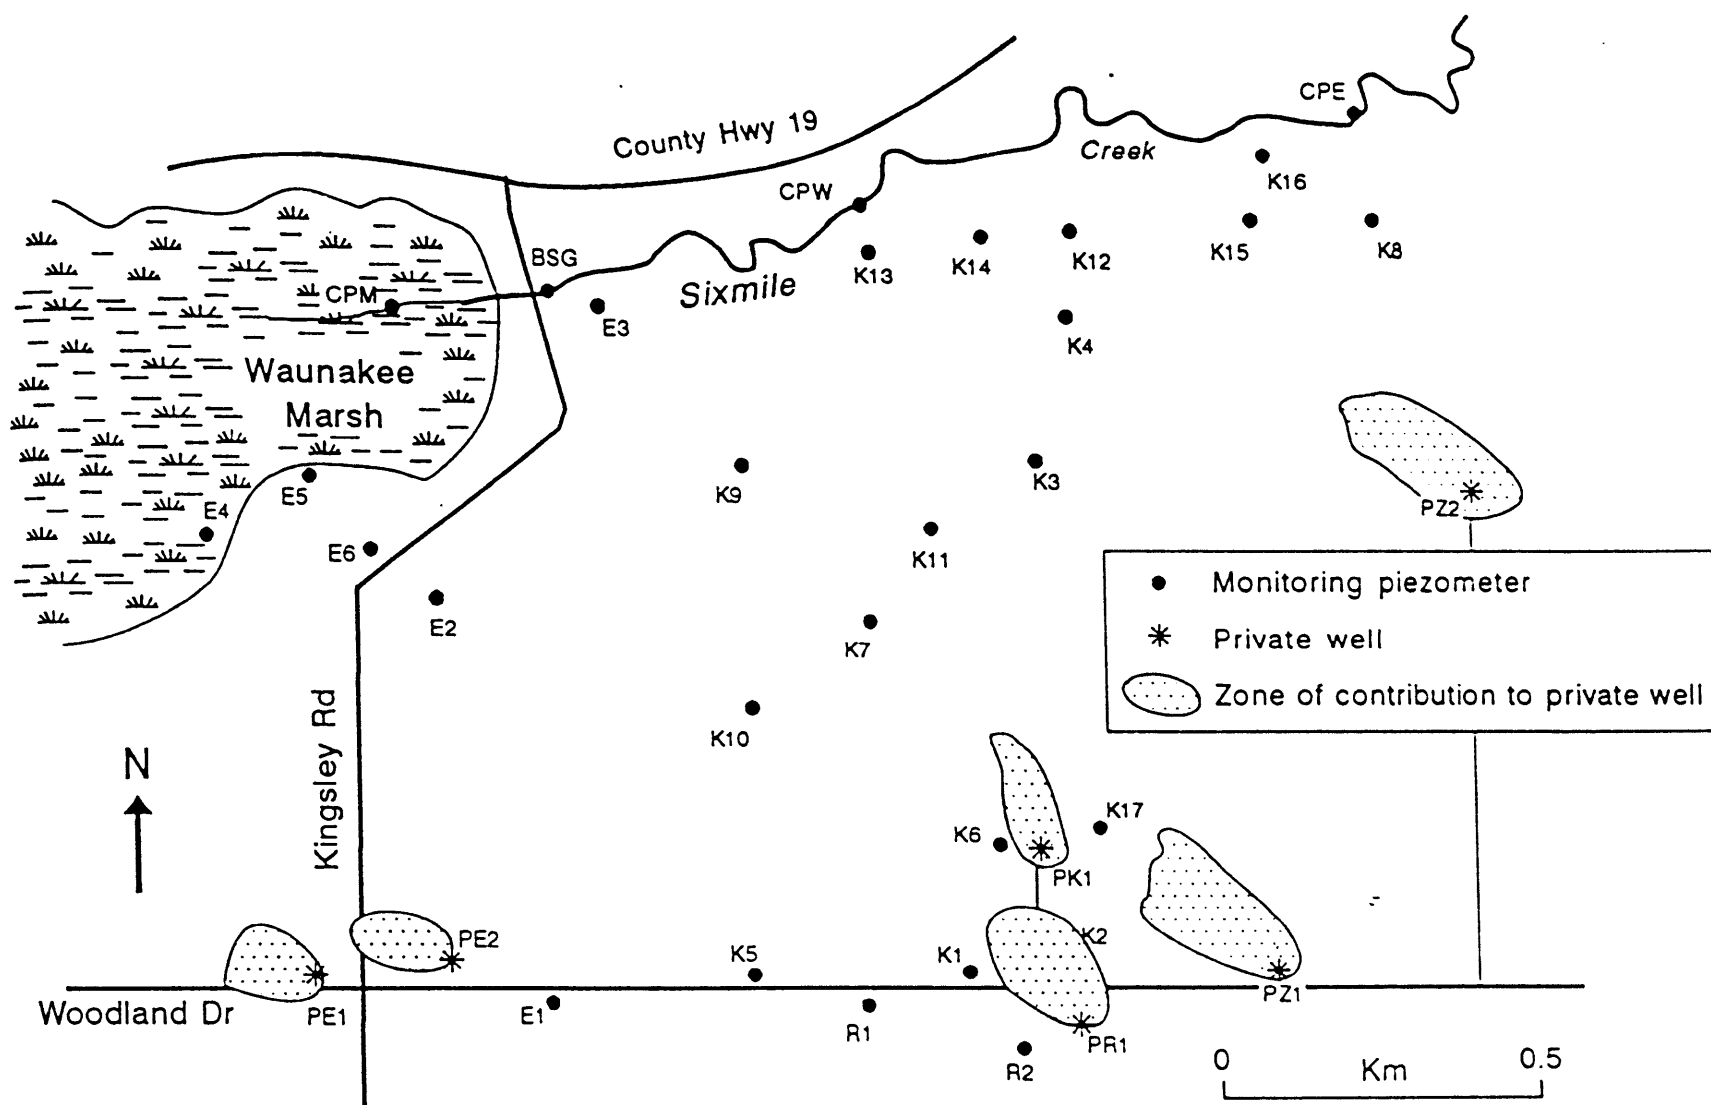 County Hwy 19
CPE
Creek
K16
CPW
K15
K8
BSG
K13
K14
K12
CPM
Sixmile
E3
K4
Waunakee
Marsh
K9
K3
E5
PZ2
E4
E6
K11
Monitoring piezometer
E2
Private well
K7
Zone of contribution to private well
K10
N
Kingsley Rd
K17
K6
PK1
PE2
K2
K5
K1
PZ1
Woodland Dr
PE1
E1
R1
PR1
R2
0
Km
0.5